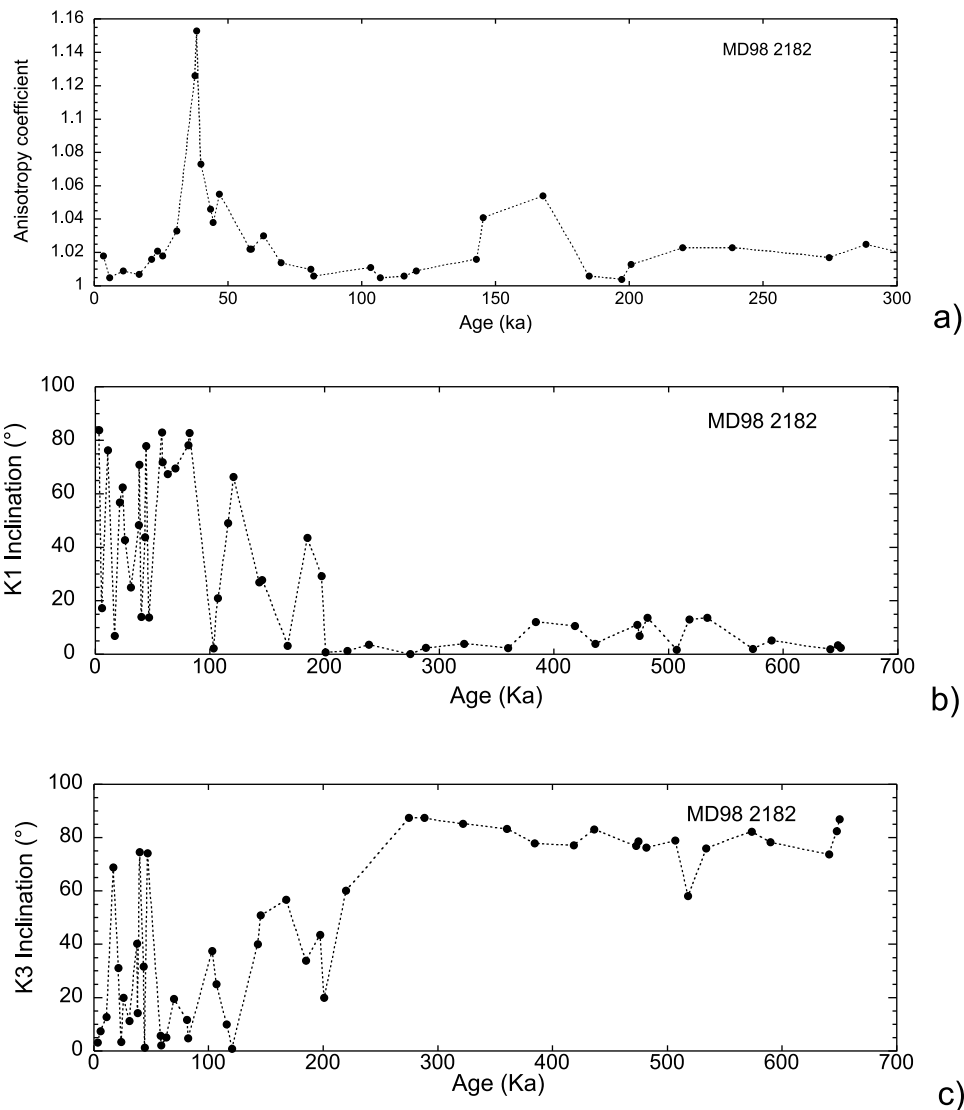 1.16
1.14
1.12
1.1
1.08
1.06
1.04
1.02
1
Anisotropy coefficient
MD98 2182
0 50 100 150 200 250 300
Age (ka)
a)
100
80
60
40
20
0
K1 Inclination (°)
MD98 2182
0 100 200 300 400 500 600 700
Age (Ka)
b)
100
80
60
40
20
0
K3 Inclination (°)
MD98 2182
0 100 200 300 400 500 600 700
Age (Ka)
c)